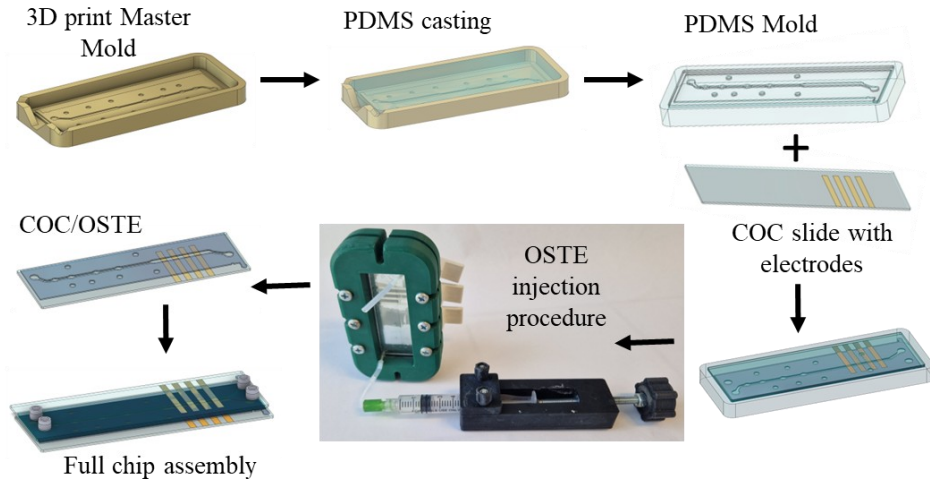 3D print Master
Mold
PDMS casting
PDMS Mold
+
COC slide with
electrodes
OSTE
injection
procedure
COC/OSTE
Full chip assembly